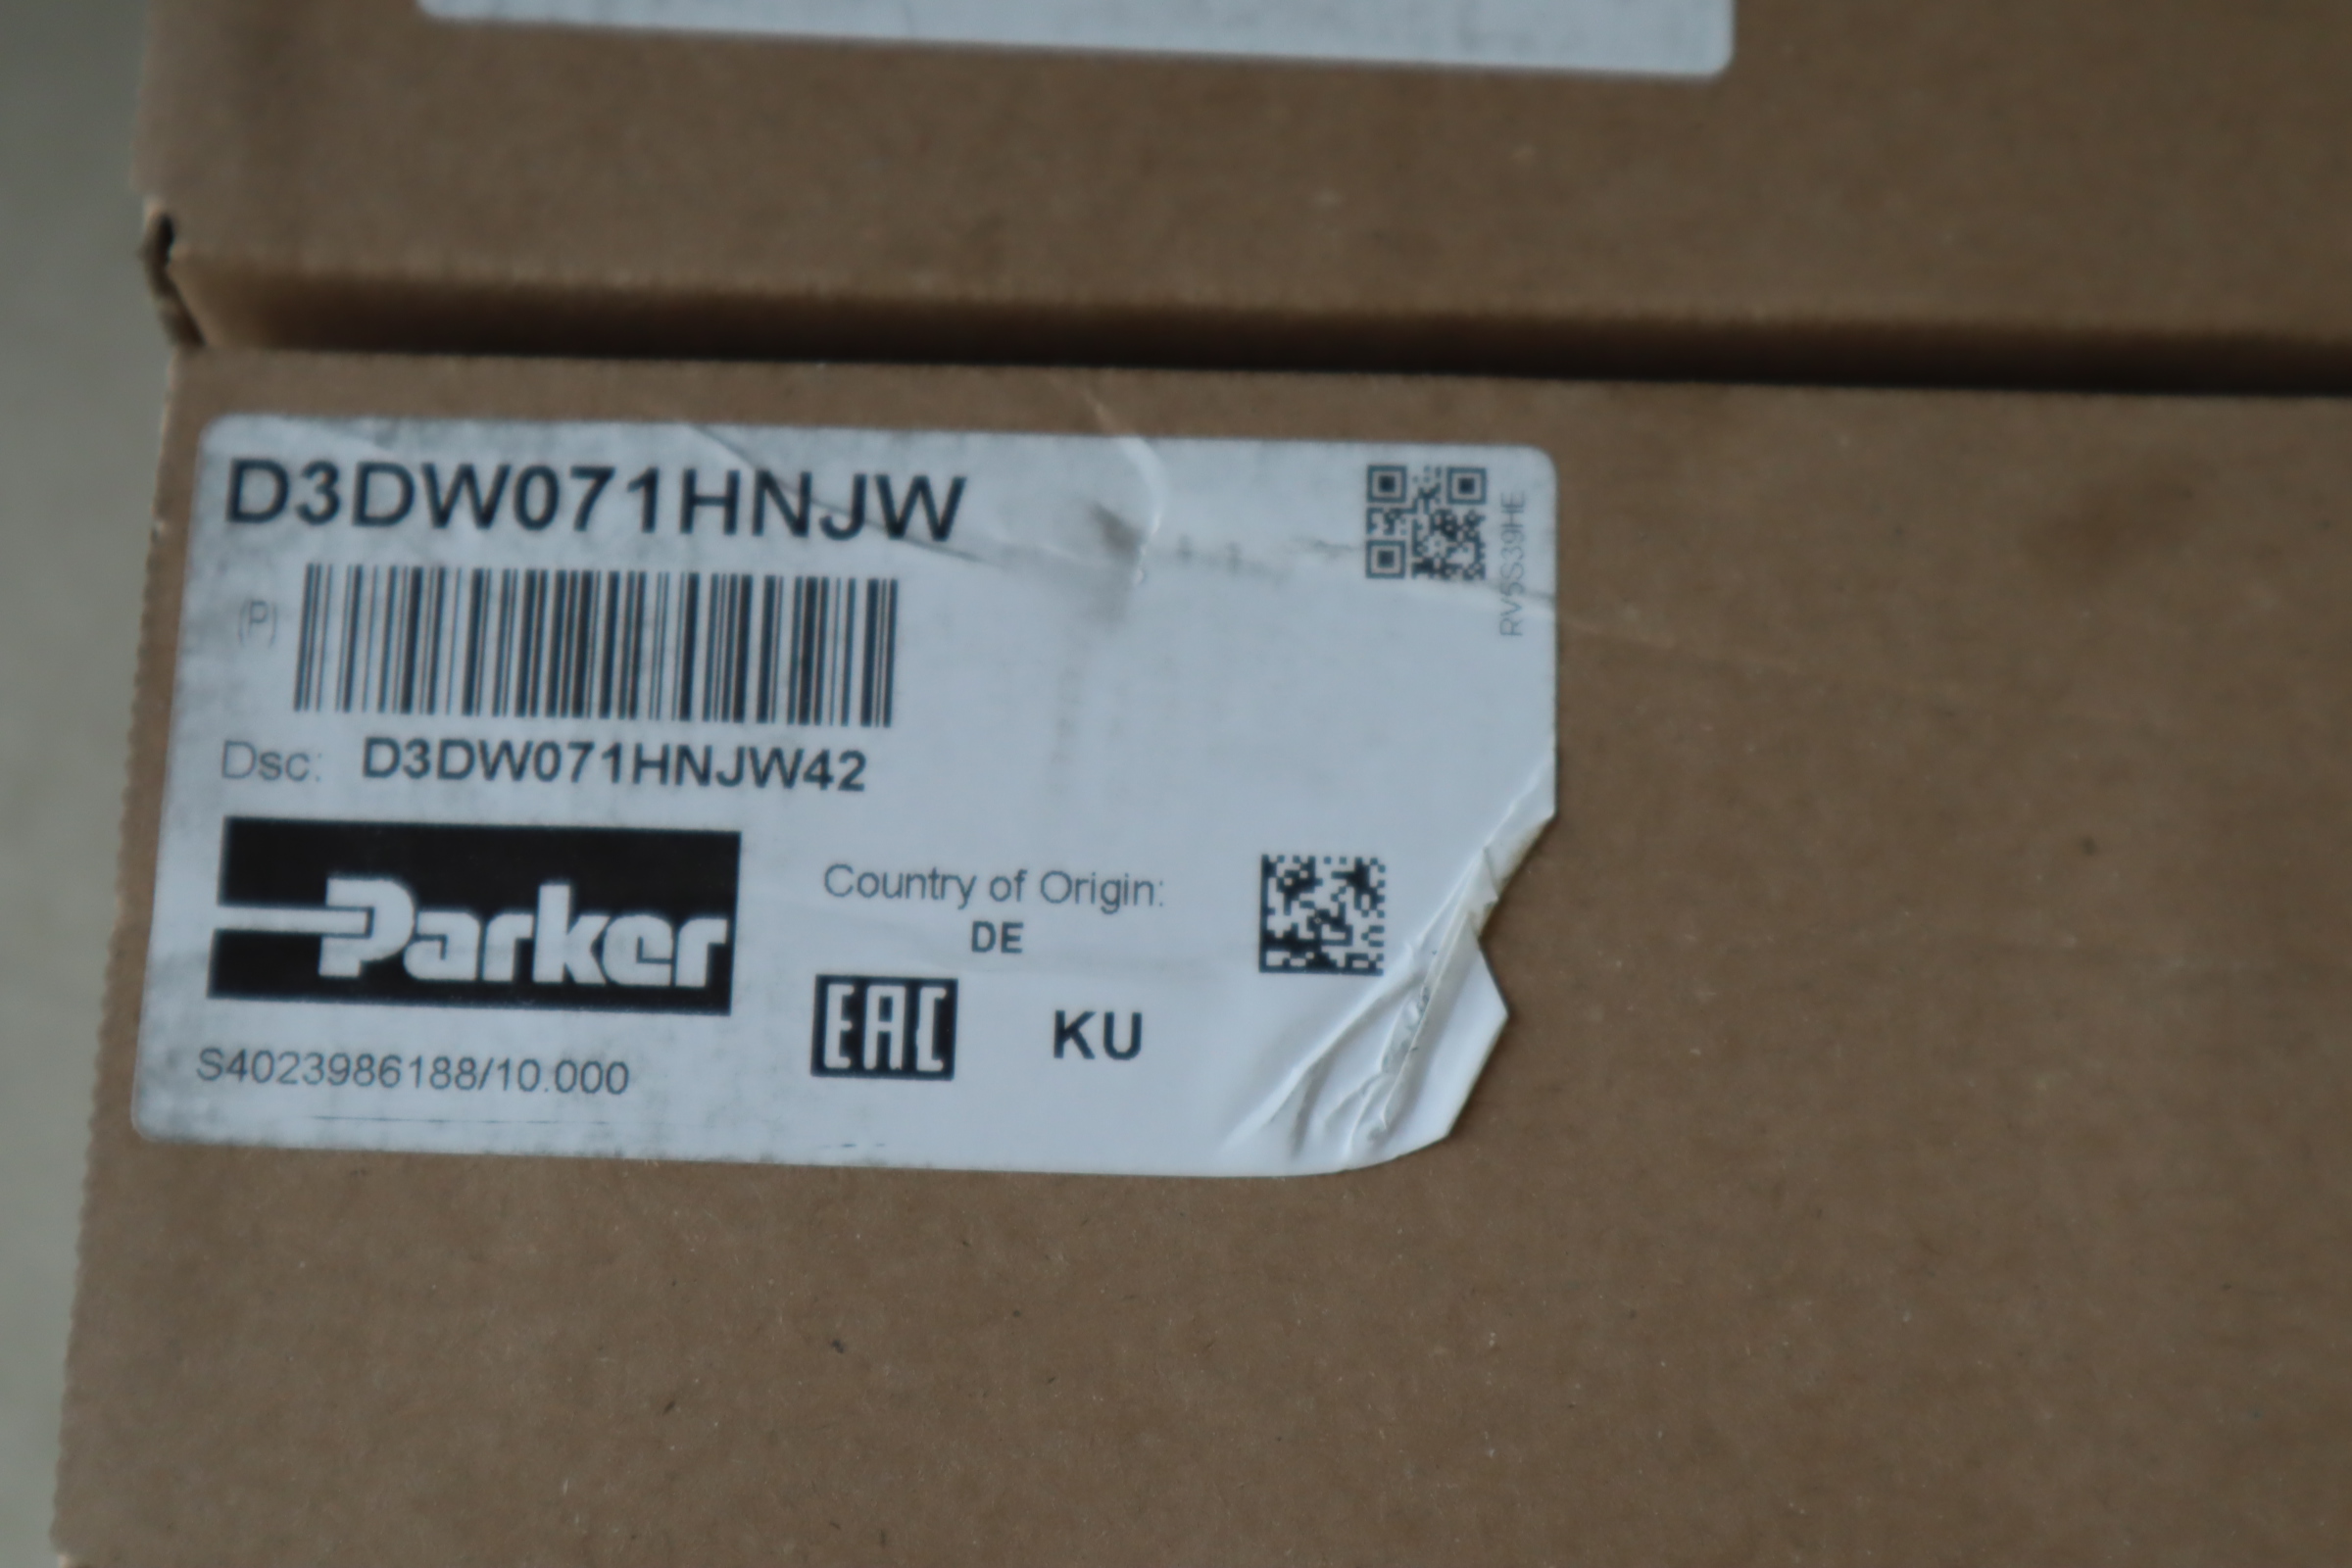 D3DW071HNJW
RV5S39HE
(P)
Dsc: D3DW071HNJW42
Parker
Country of Origin:
DE
EAC
KU
S4023986188/10.000